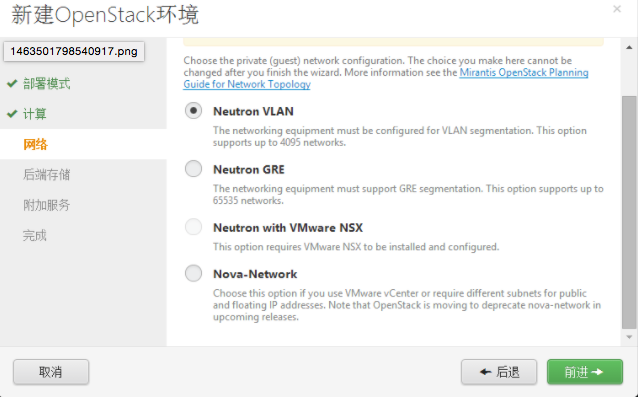 新建OpenStack环境
×
1463501798540917.png
部署模式
计算
网络
后端存储
附加服务
完成
Choose the private (guest) network configuration. The choice you make here cannot be
changed after you finish the wizard. More information see the Mirantis OpenStack Planning
Guide for Network Topology
Neutron VLAN
The networking equipment must be configured for VLAN segmentation. This option
supports up to 4095 networks.
Neutron GRE
The networking equipment must support GRE segmentation. This option supports up to
65535 networks.
Neutron with VMware NSX
This option requires VMware NSX to be installed and configured.
Nova-Network
Choose this option if you use VMware vCenter or require different subnets for public
and floating IP addresses. Note that OpenStack is moving to deprecate nova-network in
upcoming releases.
取消
后退
前进